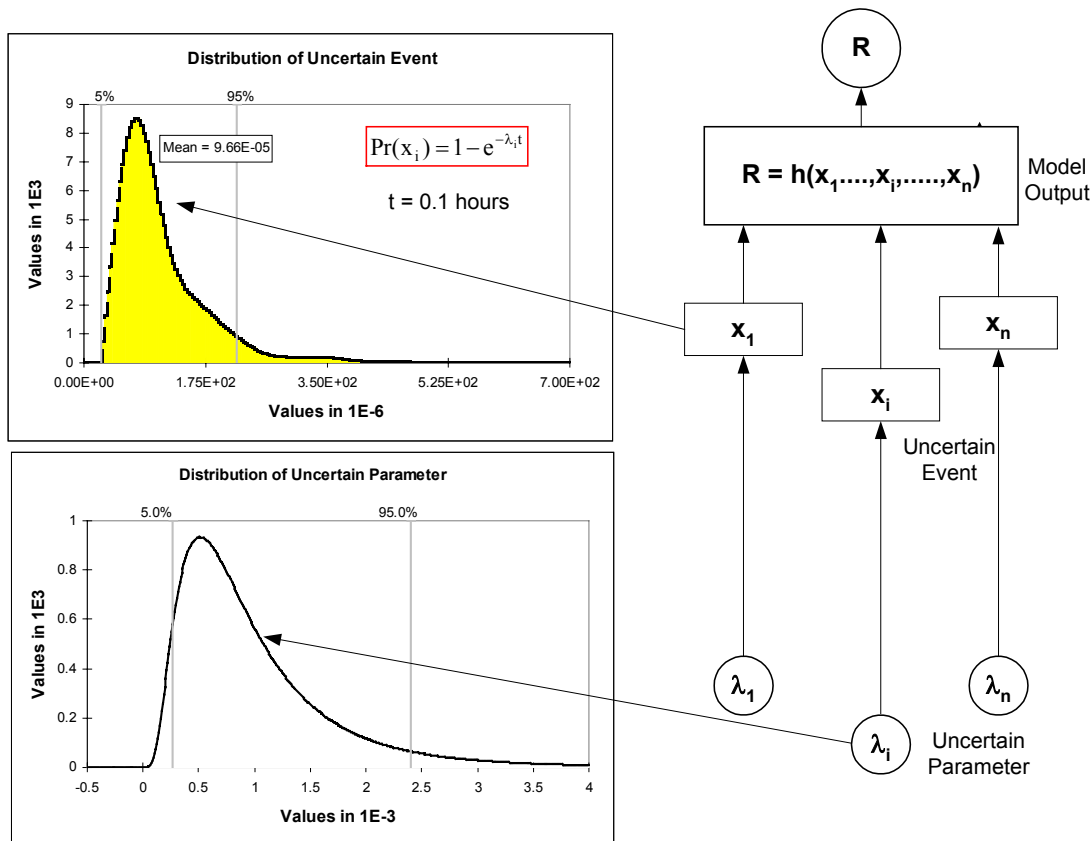 Distribution of Uncertain Event
5% 95%
9
8
7
6
5
4
3
2
1
0
Values in 1E3
Mean = 9.66E-05
Pr(xᵢ) = 1 − e^(−λᵢt)
t = 0.1 hours
0.00E+00 1.75E+02 3.50E+02 5.25E+02 7.00E+02
Values in 1E-6
Distribution of Uncertain Parameter
5.0% 95.0%
1
0.8
0.6
0.4
0.2
0
Values in 1E3
-0.5 0 0.5 1 1.5 2 2.5 3 3.5 4
Values in 1E-3
R
R = h(x₁....,xᵢ,.....,xₙ)
Model
Output
x₁
xₙ
xᵢ
Uncertain
Event
λ₁
λₙ
λᵢ
Uncertain
Parameter